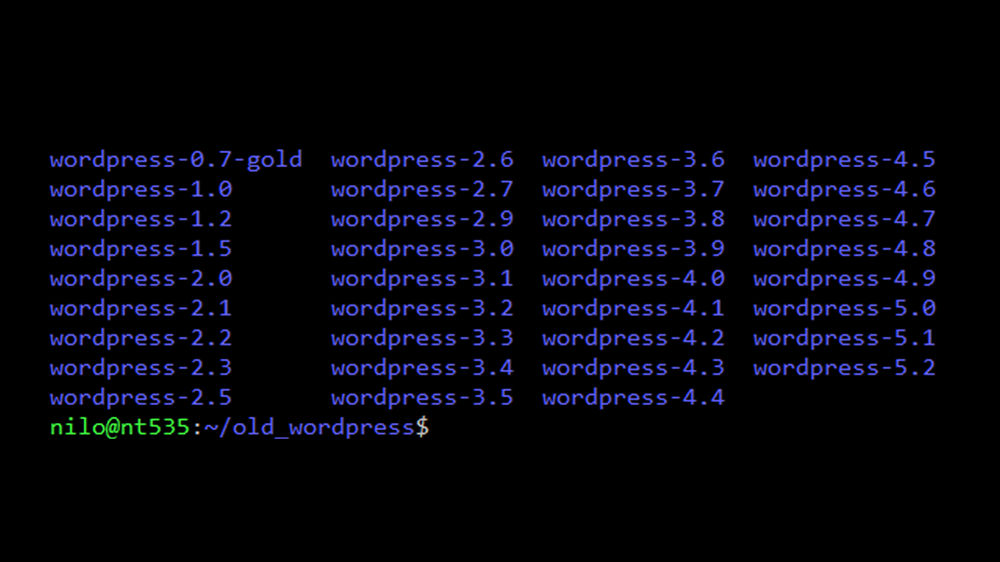 wordpress-0.7-gold  wordpress-2.6  wordpress-3.6  wordpress-4.5
wordpress-1.0       wordpress-2.7  wordpress-3.7  wordpress-4.6
wordpress-1.2       wordpress-2.9  wordpress-3.8  wordpress-4.7
wordpress-1.5       wordpress-3.0  wordpress-3.9  wordpress-4.8
wordpress-2.0       wordpress-3.1  wordpress-4.0  wordpress-4.9
wordpress-2.1       wordpress-3.2  wordpress-4.1  wordpress-5.0
wordpress-2.2       wordpress-3.3  wordpress-4.2  wordpress-5.1
wordpress-2.3       wordpress-3.4  wordpress-4.3  wordpress-5.2
wordpress-2.5       wordpress-3.5  wordpress-4.4
nilo@nt535:~/old_wordpress$